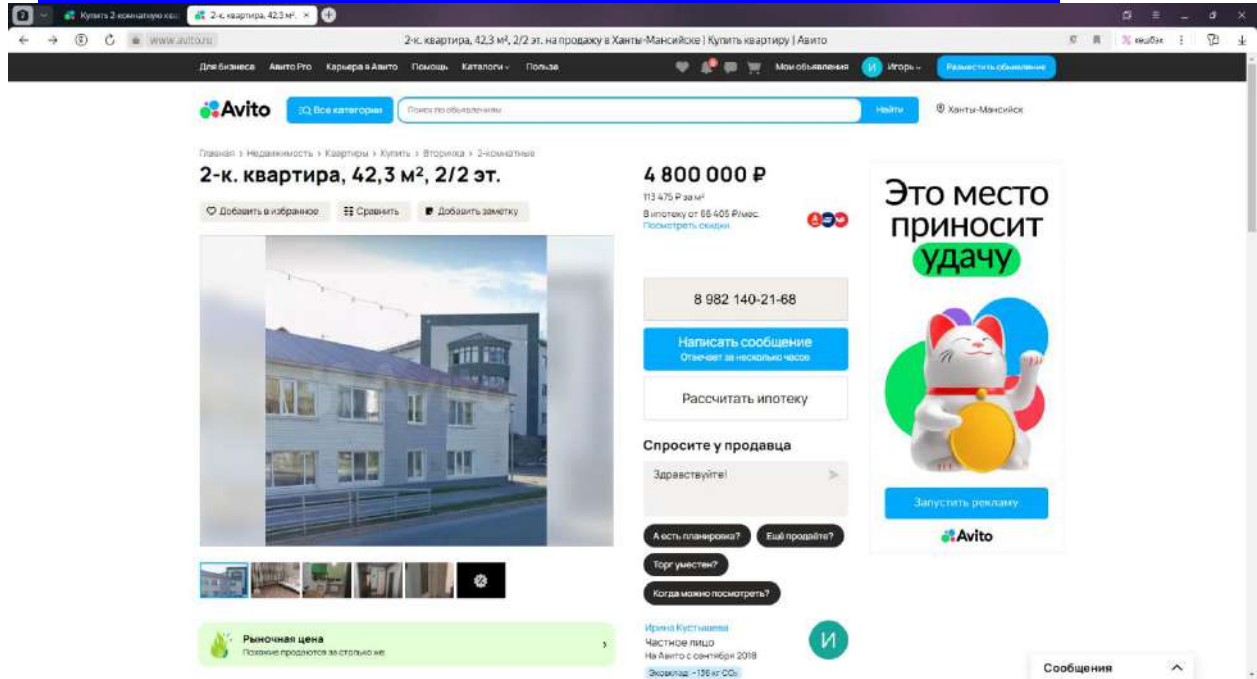 Купить 2-комнатную ква
2-к. квартира, 42,3 м²,
www.avito.ru
2-к. квартира, 42,3 м², 2/2 эт. на продажу в Ханты-Мансийске | Купить квартиру | Авито
% кешбэк
Для бизнеса Авито Pro Карьера в Авито Помощь Каталоги Польза
Мои объявления
Игорь
Разместить объявление
Avito
Все категории
Поиск по объявлениям
Найти
Ханты-Мансийск
Главная > Недвижимость > Квартиры > Купить > Вторичка > 2-комнатные
2-к. квартира, 42,3 м², 2/2 эт.
Добавить в избранное
Сравнить
Добавить заметку
4 800 000 ₽
113 475 ₽ за м²
В ипотеку от 66 405 ₽/мес.
Посмотреть скидки
8 982 140-21-68
Написать сообщение
Отвечает за несколько часов
Рассчитать ипотеку
Спросите у продавца
Здравствуйте!
А есть планировка?
Ещё продаёте?
Торг уместен?
Когда можно посмотреть?
Рыночная цена
Похожие продаются за столько же
Ирина Кустышева
Частное лицо
На Авито с сентября 2018
Эковклад −136 кг CO₂
И
Это место
приносит
удачу
Запустить рекламу
Avito
Сообщения